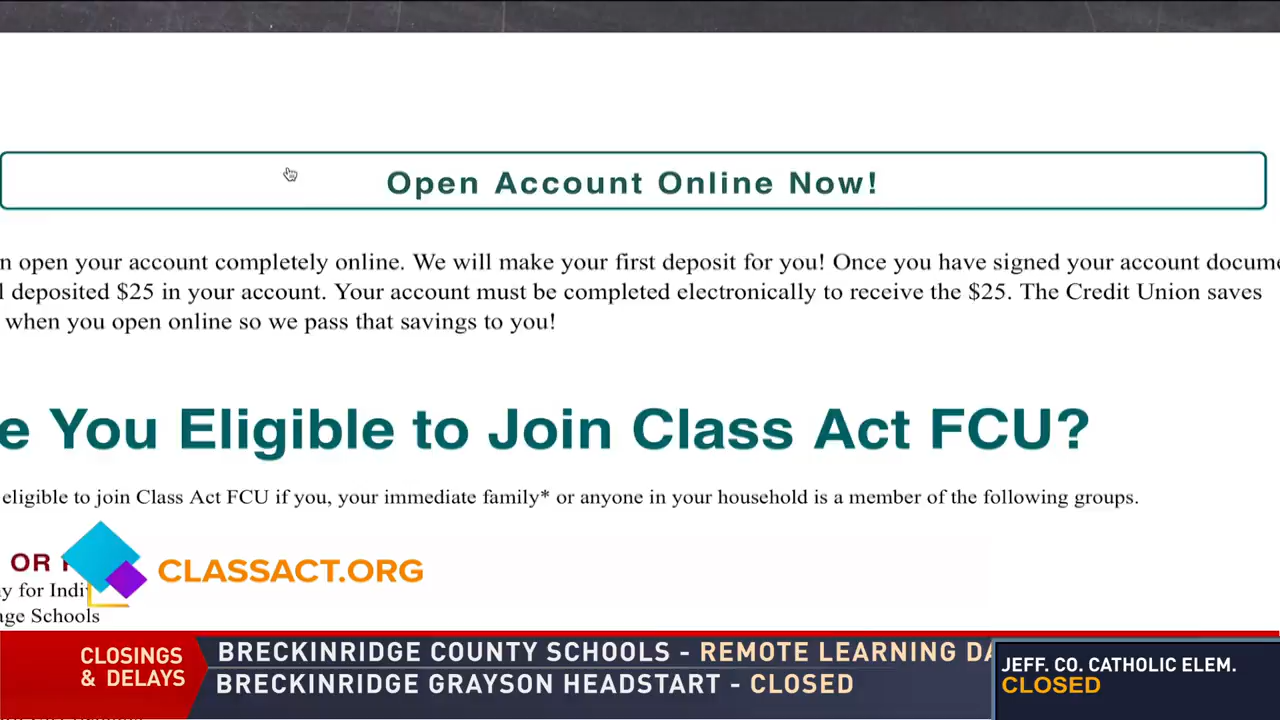 Open Account Online Now!
n open your account completely online. We will make your first deposit for you! Once you have signed your account docume
l deposited $25 in your account. Your account must be completed electronically to receive the $25. The Credit Union saves
when you open online so we pass that savings to you!
e You Eligible to Join Class Act FCU?
eligible to join Class Act FCU if you, your immediate family* or anyone in your household is a member of the following groups.
OR
CLASSACT.ORG
y for Indi
age Schools
CLOSINGS
& DELAYS
BRECKINRIDGE COUNTY SCHOOLS - REMOTE LEARNING DA
BRECKINRIDGE GRAYSON HEADSTART - CLOSED
JEFF. CO. CATHOLIC ELEM.
CLOSED